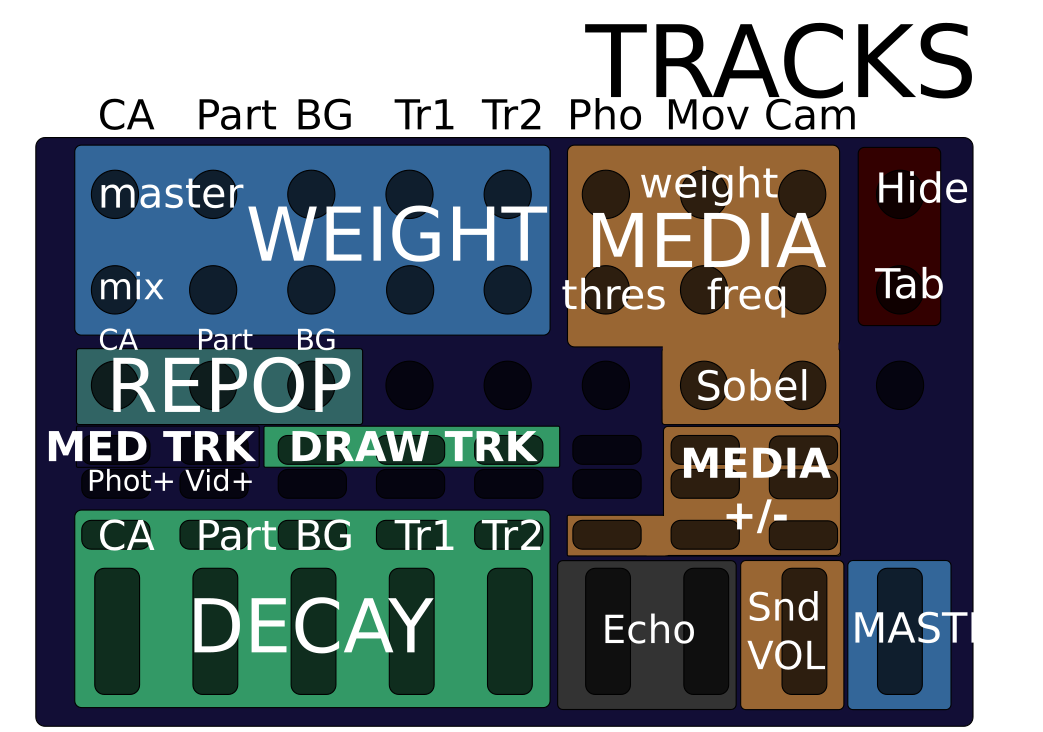 TRACKS
CA Part BG Tr1 Tr2 Pho Mov Cam
master weight Hide
WEIGHT MEDIA
mix thres freq Tab
CA Part BG
REPOP Sobel
MED TRK DRAW TRK MEDIA
Phot+ Vid+ +/-
CA Part BG Tr1 Tr2
DECAY Echo Snd MAST
VOL